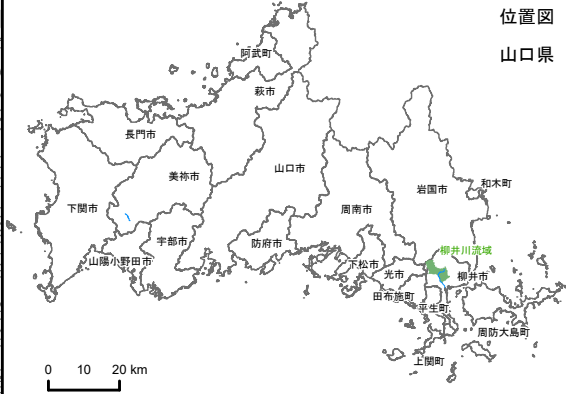 位置図
山口県
阿武町
萩市
長門市
美祢市
山口市
下関市
岩国市
和木町
周南市
宇部市
防府市
山陽小野田市
下松市
柳井川流域
光市
柳井市
田布施町
平生町
周防大島町
上関町
0 10 20 km